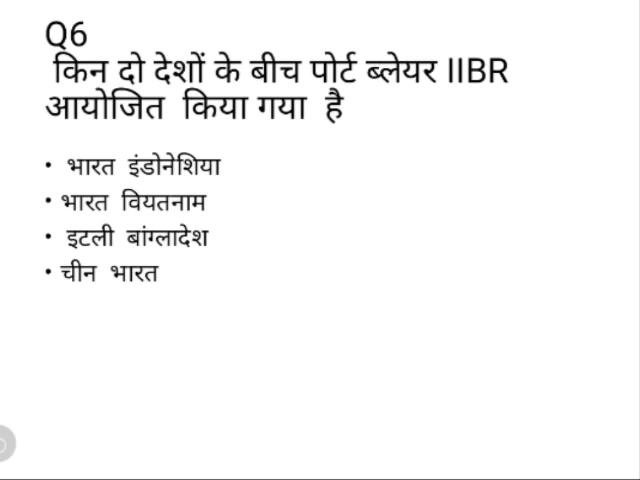 Q6
किन दो देशों के बीच पोर्ट ब्लेयर IIBR
आयोजित किया गया है
• भारत इंडोनेशिया
• भारत वियतनाम
• इटली बांग्लादेश
• चीन भारत